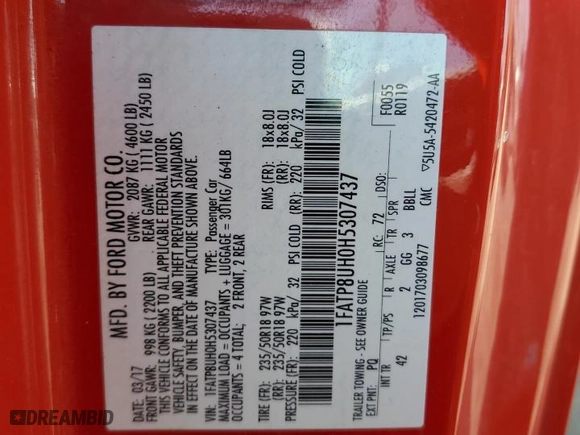 MFD. BY FORD MOTOR CO.
DATE: 03/17 GVWR: 2087 KG ( 4600 LB)
FRONT GAWR: 998 KG (2200 LB) REAR GAWR: 1111 KG ( 2450 LB)
THIS VEHICLE CONFORMS TO ALL APPLICABLE FEDERAL MOTOR
VEHICLE SAFETY, BUMPER, AND THEFT PREVENTION STANDARDS
IN EFFECT ON THE DATE OF MANUFACTURE SHOWN ABOVE.
VIN: 1FATP8UH0H5307437 TYPE: Passenger Car
MAXIMUM LOAD = OCCUPANTS + LUGGAGE = 301KG/ 664LB
OCCUPANTS = 4 TOTAL: 2 FRONT, 2 REAR
TIRE (FR): 235/50R18 97W RIMS (FR): 18x8.0J
(RR): 235/50R18 97W (RR): 18x8.0J
PRESSURE (FR): 220 kPa/ 32 PSI COLD (RR): 220 kPa/ 32 PSI COLD
1FATP8UH0H5307437
TRAILER TOWING - SEE OWNER GUIDE
F0055
R0119
EXT PNT: PQ RC: 72 DSO:
INT TR TP/PS R AXLE TR SPR
42 2 GG 3 BBLL
1201703098677 CMC ▽5U5A-5420472-AA
DREAMBID